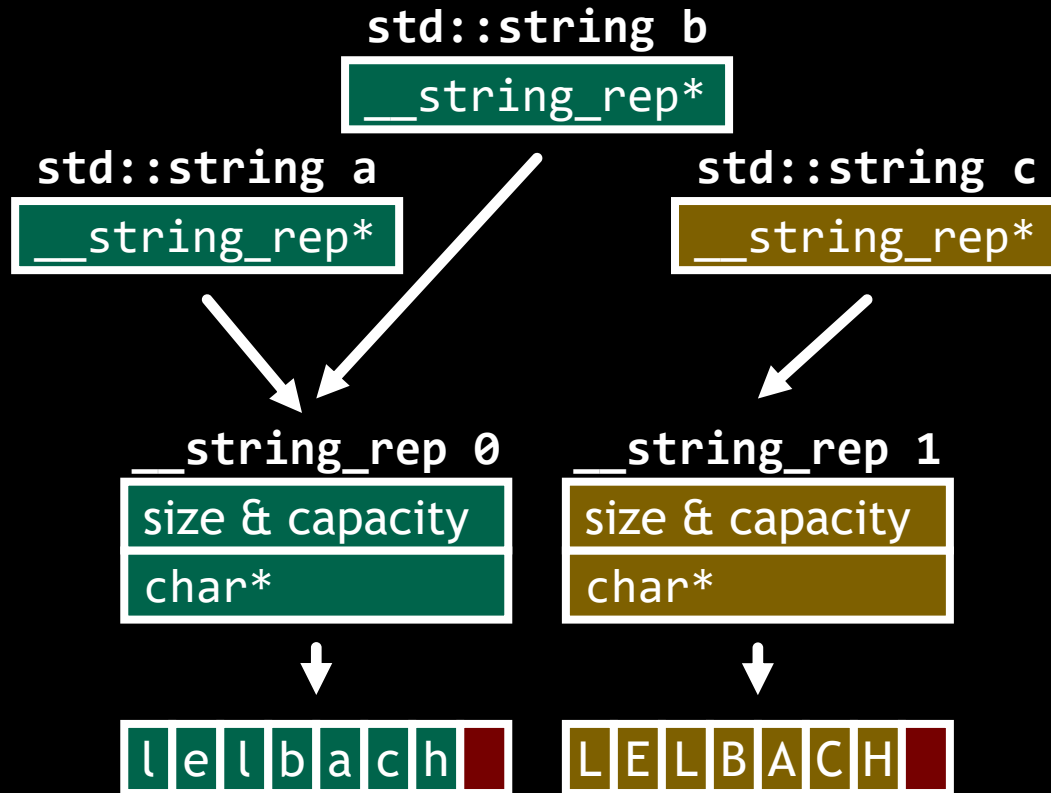 std::string b
__string_rep*
std::string a
std::string c
__string_rep*
__string_rep*
__string_rep 0
__string_rep 1
size & capacity
size & capacity
char*
char*
lelbach
LELBACH